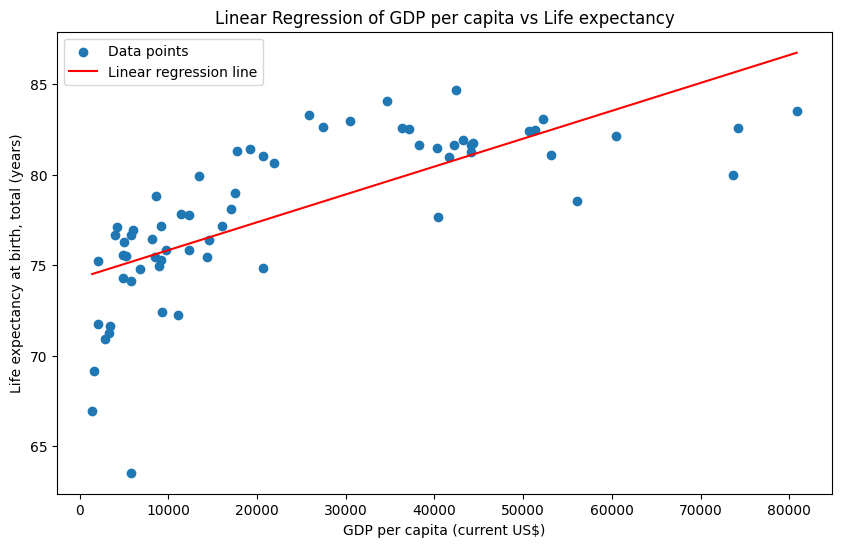 Linear Regression of GDP per capita vs Life expectancy
Data points
Linear regression line
Life expectancy at birth, total (years)
85
80
75
70
65
0 10000 20000 30000 40000 50000 60000 70000 80000
GDP per capita (current US$)